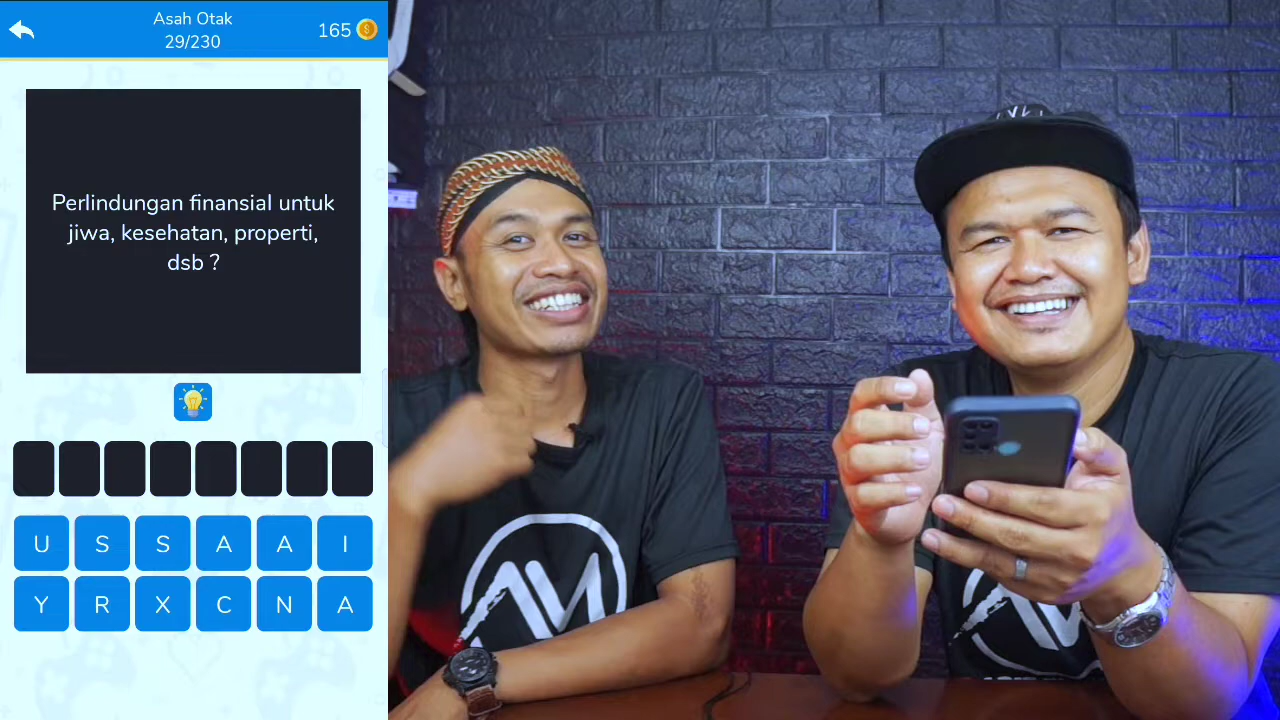 Asah Otak
29/230
165
Perlindungan finansial untuk
jiwa, kesehatan, properti,
dsb ?
U S S A A I
Y R X C N A